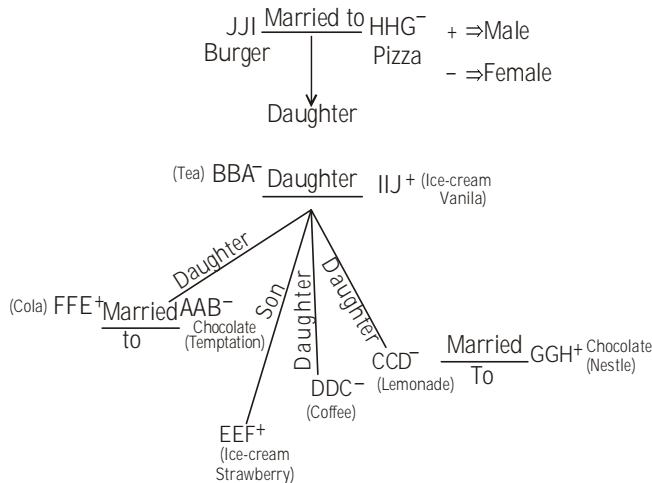 JJI Married to HHG⁻ + ⇒Male
Burger Pizza
− ⇒Female
Daughter
(Tea) BBA⁻ Daughter IIJ⁺ (Ice-cream
Vanila)
Daughter
Son
Daughter
Daughter
(Cola) FFE⁺ Married AAB⁻
to
Chocolate
(Temptation)
CCD⁻ Married GGH⁺ Chocolate
(Lemonade) To (Nestle)
DDC⁻
(Coffee)
EEF⁺
(Ice-cream
Strawberry)